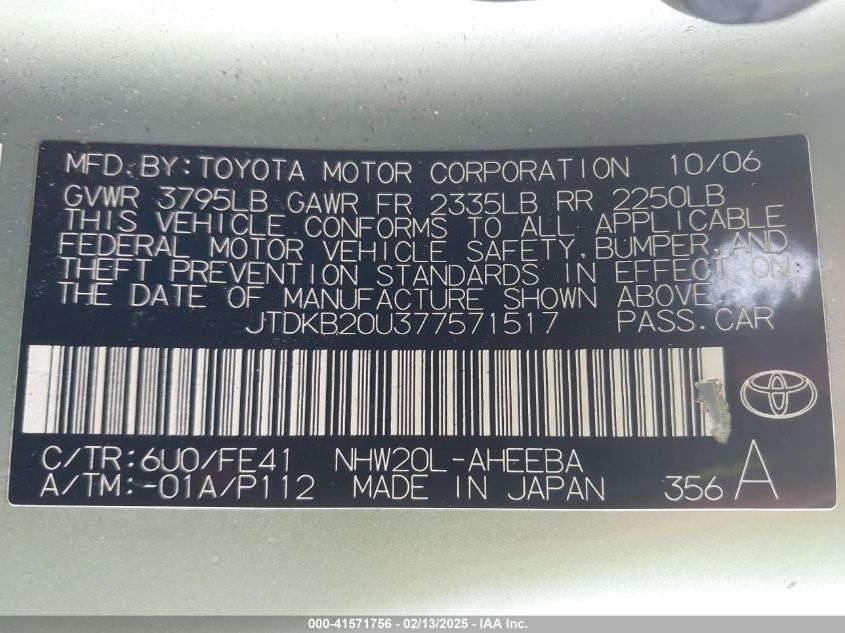 MFD.BY:TOYOTA MOTOR CORPORATION 10/06
GVWR 3795LB GAWR FR 2335LB RR 2250LB
THIS VEHICLE CONFORMS TO ALL APPLICABLE
FEDERAL MOTOR VEHICLE SAFETY,BUMPER,AND
THEFT PREVENTION STANDARDS IN EFFECT ON
THE DATE OF MANUFACTURE SHOWN ABOVE.
JTDKB20U377571517 PASS.CAR
C/TR:6U0/FE41 NHW20L-AHEEBA
A/TM:-01A/P112 MADE IN JAPAN 356 A
000-41571756 - 02/13/2025 - IAA Inc.